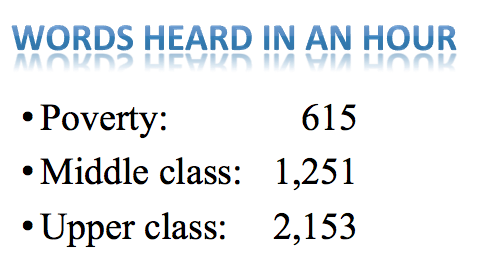 WORDS HEARD IN AN HOUR
• Poverty: 615
• Middle class: 1,251
• Upper class: 2,153